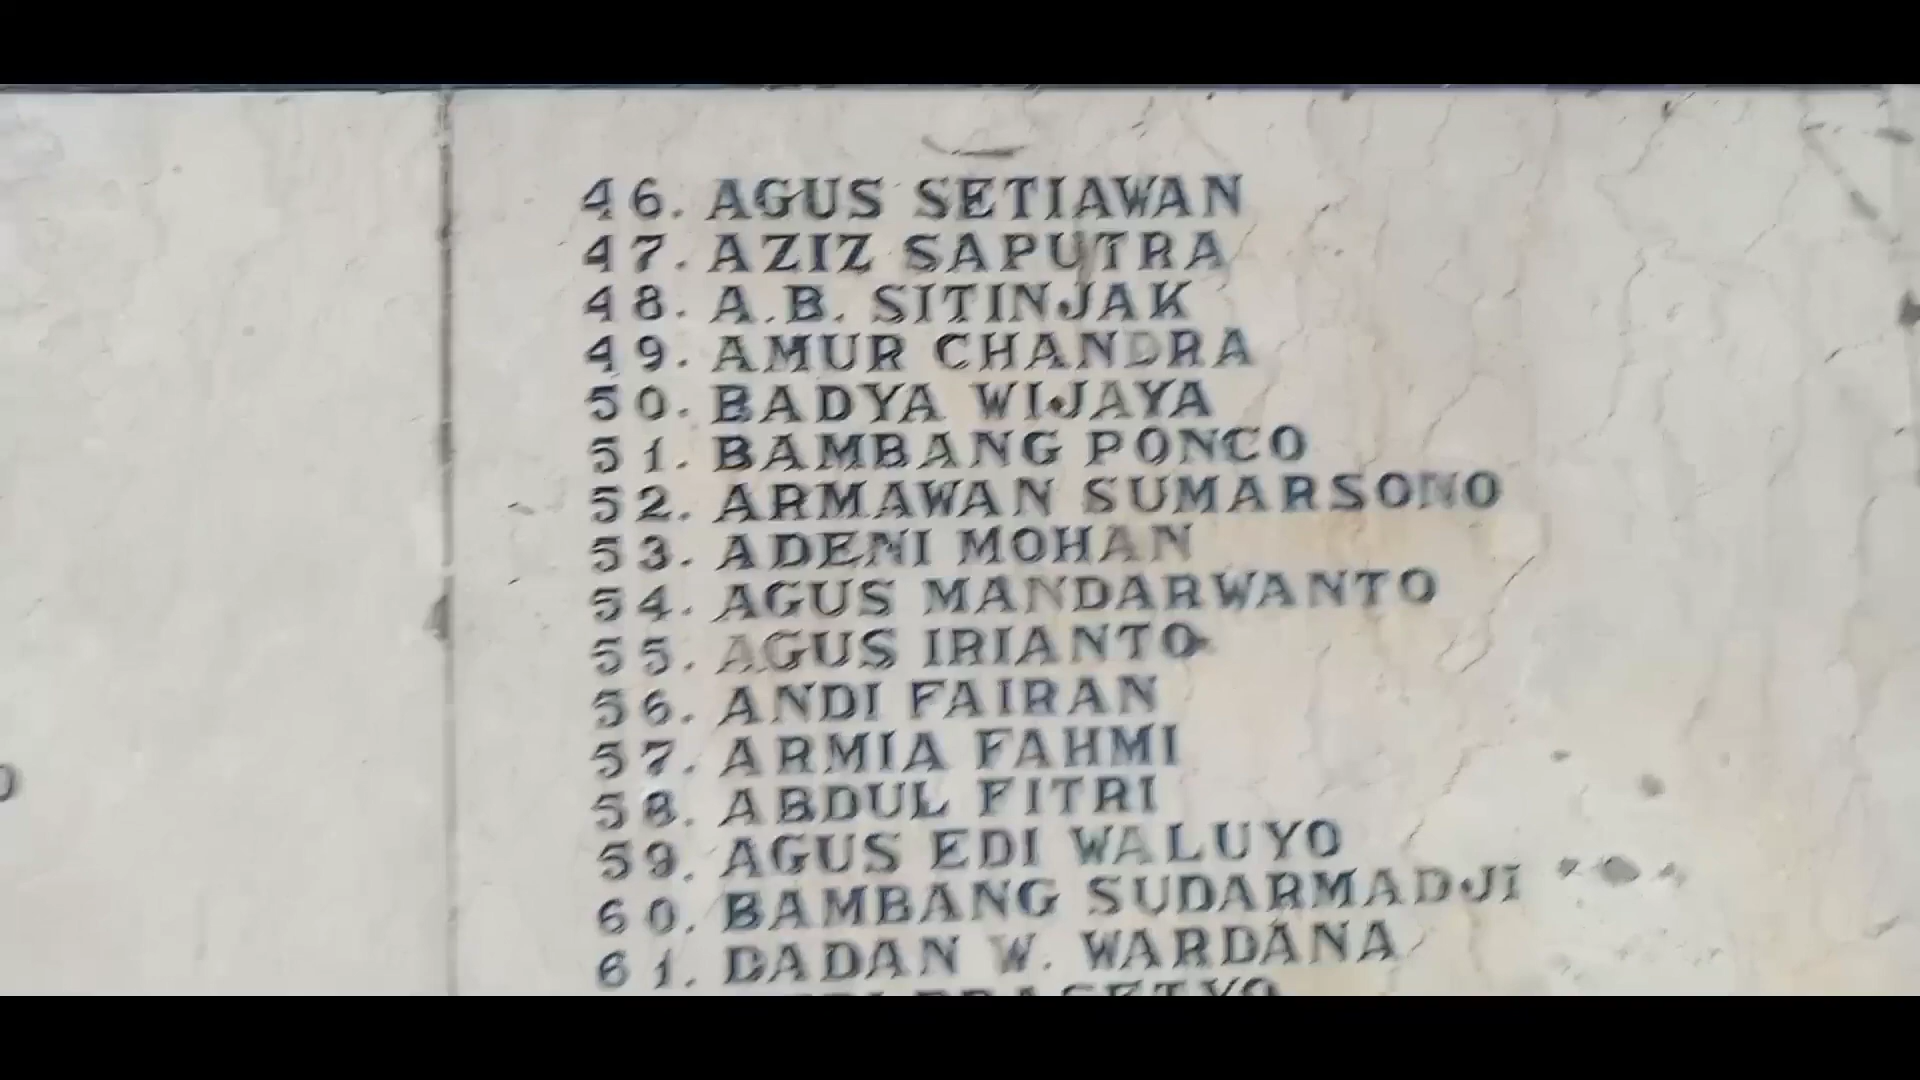 46. AGUS SETIAWAN
47. AZIZ SAPUTRA
48. A.B. SITINJAK
49. AMUR CHANDRA
50. BADYA WIJAYA
51. BAMBANG PONCO
52. ARMAWAN SUMARSONO
53. ADENI MOHAN
54. AGUS MANDARWANTO
55. AGUS IRIANTO
56. ANDI FAIRAN
57. ARMIA FAHMI
58. ABDUL FITRI
59. AGUS EDI WALUYO
60. BAMBANG SUDARMADJI
61. DADAN W. WARDANA